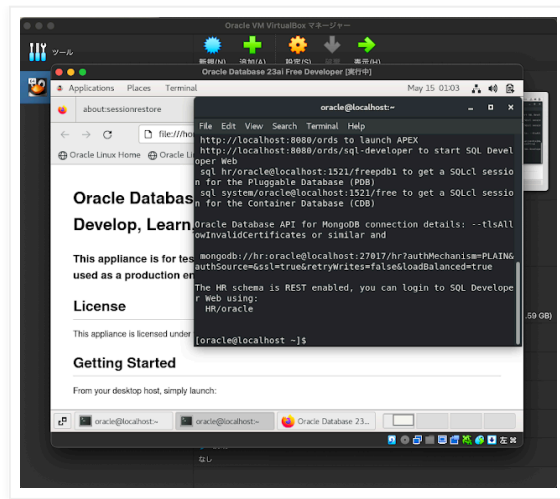 Oracle VM VirtualBox マネージャー
ツール
新規(N) 追加(A) 設定(S) 表示(H)
Oracle Database 23ai Free Developer [実行中]
Applications Places Terminal May 15 01:03
about:sessionrestore
file:///ho
Oracle Linux Home Oracle Li
oracle@localhost:~
File Edit View Search Terminal Help
http://localhost:8080/ords to launch APEX
http://localhost:8080/ords/sql-developer to start SQL Devel
oper Web
sql hr/oracle@localhost:1521/freepdb1 to get a SQLcl sessio
n for the Pluggable Database (PDB)
sql system/oracle@localhost:1521/free to get a SQLcl sessio
n for the Container Database (CDB)
Oracle Database API for MongoDB connection details: --tlsAll
owInvalidCertificates or similar and
mongodb://hr:oracle@localhost:27017/hr?authMechanism=PLAIN&
authSource=&ssl=true&retryWrites=false&loadBalanced=true
The HR schema is REST enabled, you can login to SQL Develope
r Web using:
HR/oracle
[oracle@localhost ~]$
Oracle Databas
Develop, Learn,
This appliance is for tes
used as a production en
License
This appliance is licensed under
Getting Started
From your desktop host, simply launch:
.59 GB)
oracle@localhost:~ oracle@localhost:~ Oracle Database 23...
左 ⌘
なし